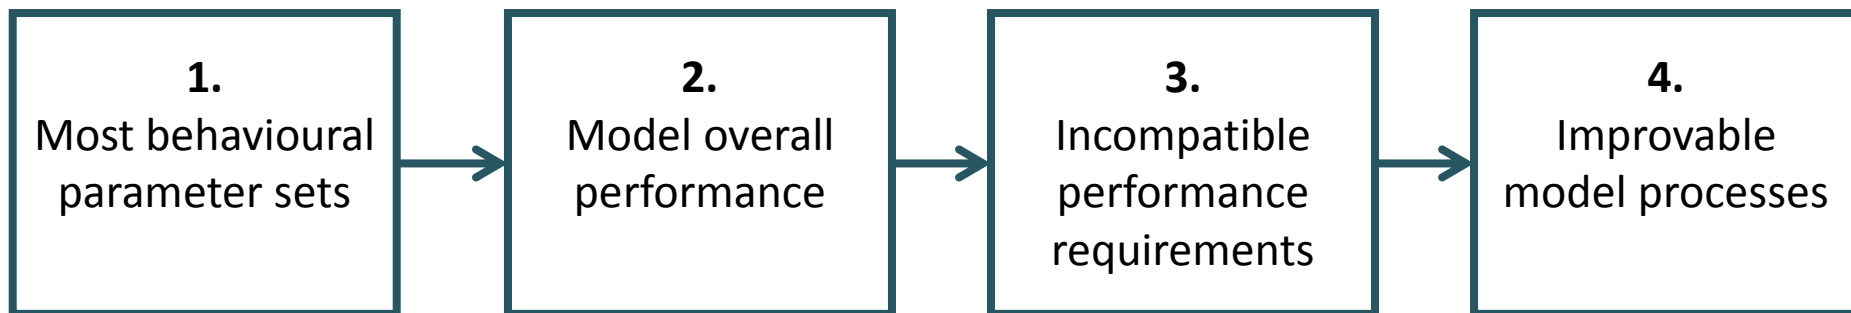 1.
Most behavioural
parameter sets
2.
Model overall
performance
3.
Incompatible
performance
requirements
4.
Improvable
model processes